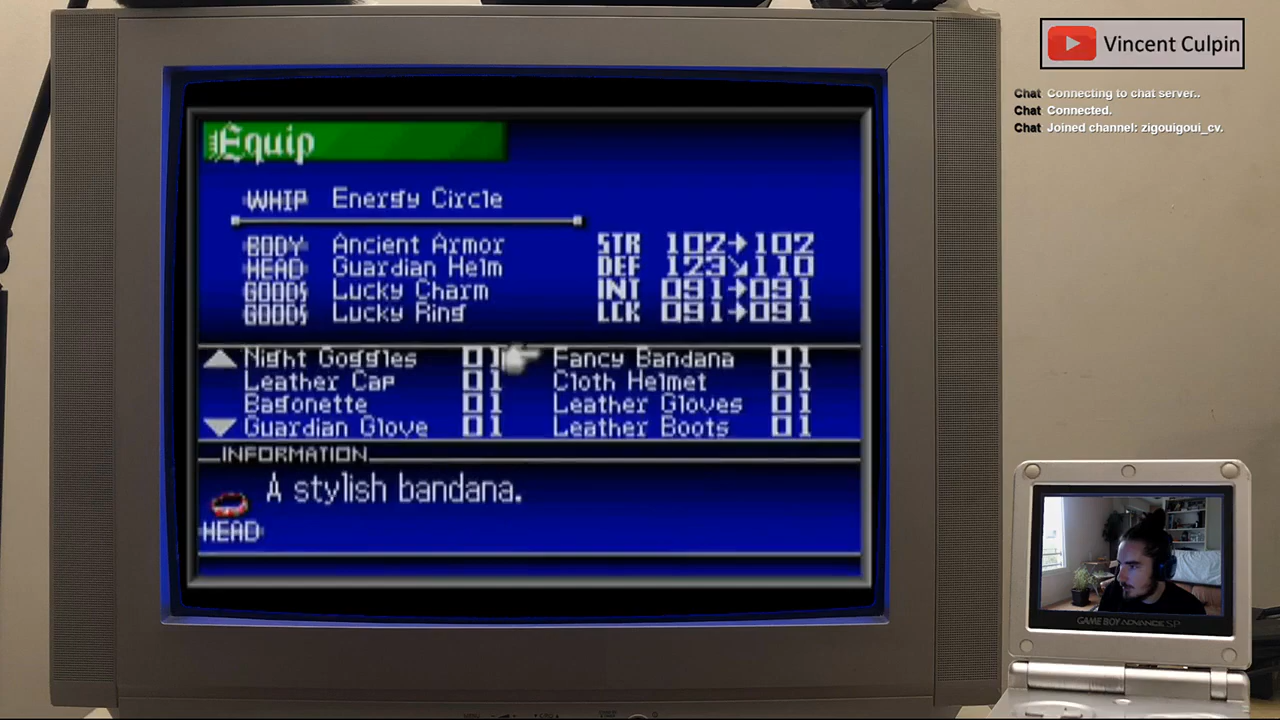 Vincent Culpin
Chat Connecting to chat server..
Chat Connected.
Chat Joined channel: zigouigoui_cv.
Equip
WHIP Energy Circle
BODY Ancient Armor STR 102→102
HEAD Guardian Helm DEF 123↘110
GOODS Lucky Charm INT 091→091
GOODS Lucky Ring LCK 091→091
Night Goggles 01 Fancy Bandana 01
Leather Cap 01 Cloth Helmet 01
Bagonette 01 Leather Gloves 01
Guardian Glove 01 Leather Boots 01
INFORMATION
A stylish bandana.
HEAD
GAME BOY ADVANCE SP